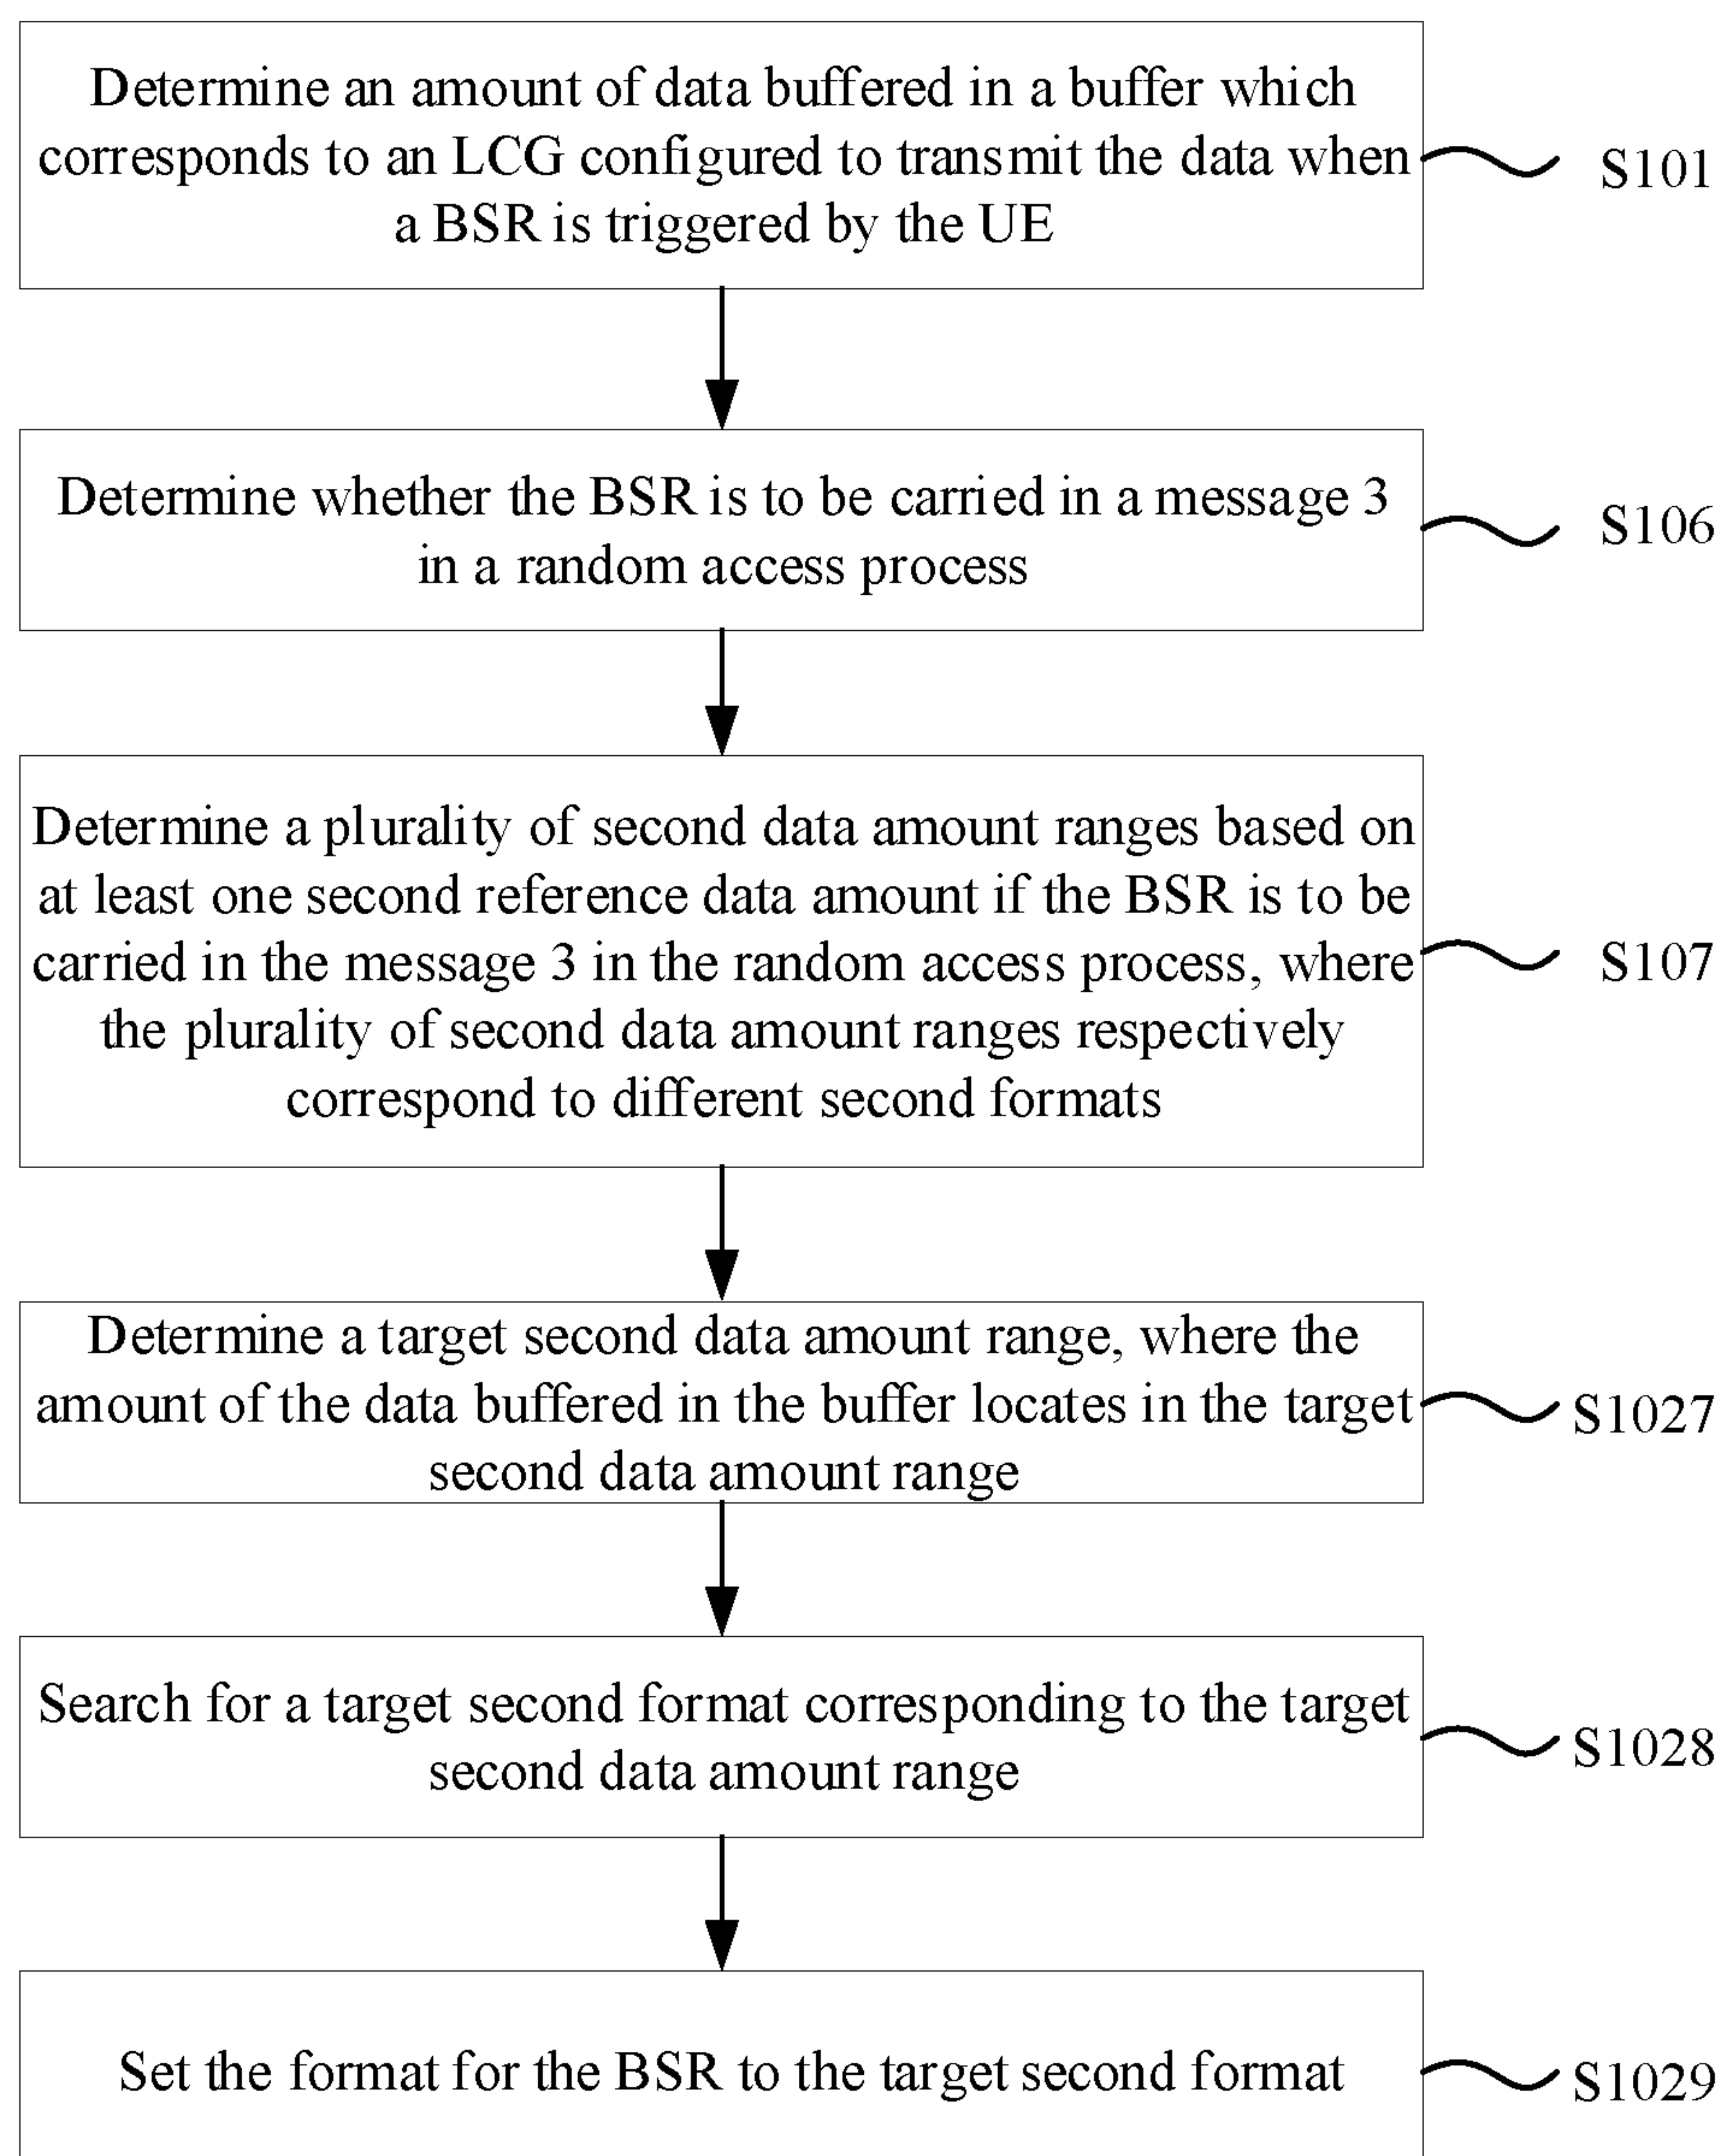 Determine an amount of data buffered in a buffer which
corresponds to an LCG configured to transmit the data when
a BSR is triggered by the UE
S101
Determine whether the BSR is to be carried in a message 3
in a random access process
S106
Determine a plurality of second data amount ranges based on
at least one second reference data amount if the BSR is to be
carried in the message 3 in the random access process, where
the plurality of second data amount ranges respectively
correspond to different second formats
S107
Determine a target second data amount range, where the
amount of the data buffered in the buffer locates in the target
second data amount range
S1027
Search for a target second format corresponding to the target
second data amount range
S1028
Set the format for the BSR to the target second format
S1029